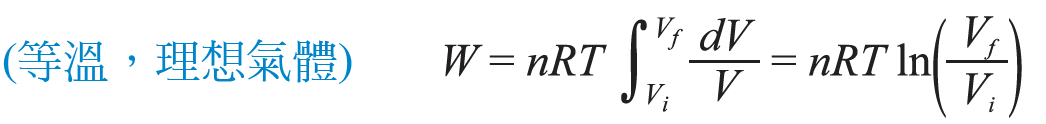 (等溫，理想氣體) W = nRT ∫_{V_i}^{V_f} dV/V = nRT ln(V_f/V_i)